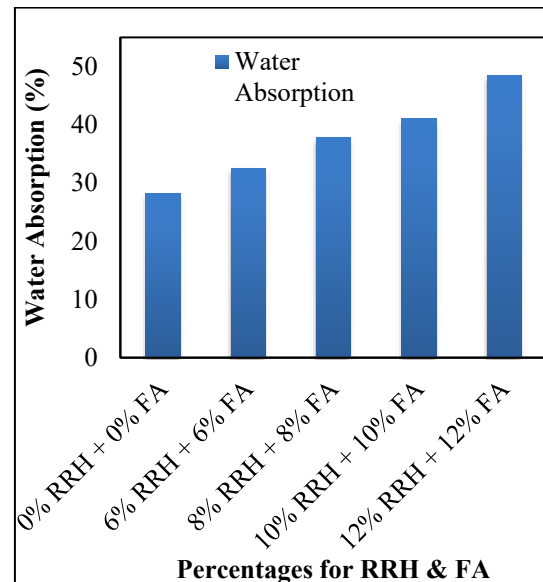 Water Absorption (%)
50
40
30
20
10
0
Water
Absorption
0% RRH + 0% FA
6% RRH + 6% FA
8% RRH + 8% FA
10% RRH + 10% FA
12% RRH + 12% FA
Percentages for RRH & FA